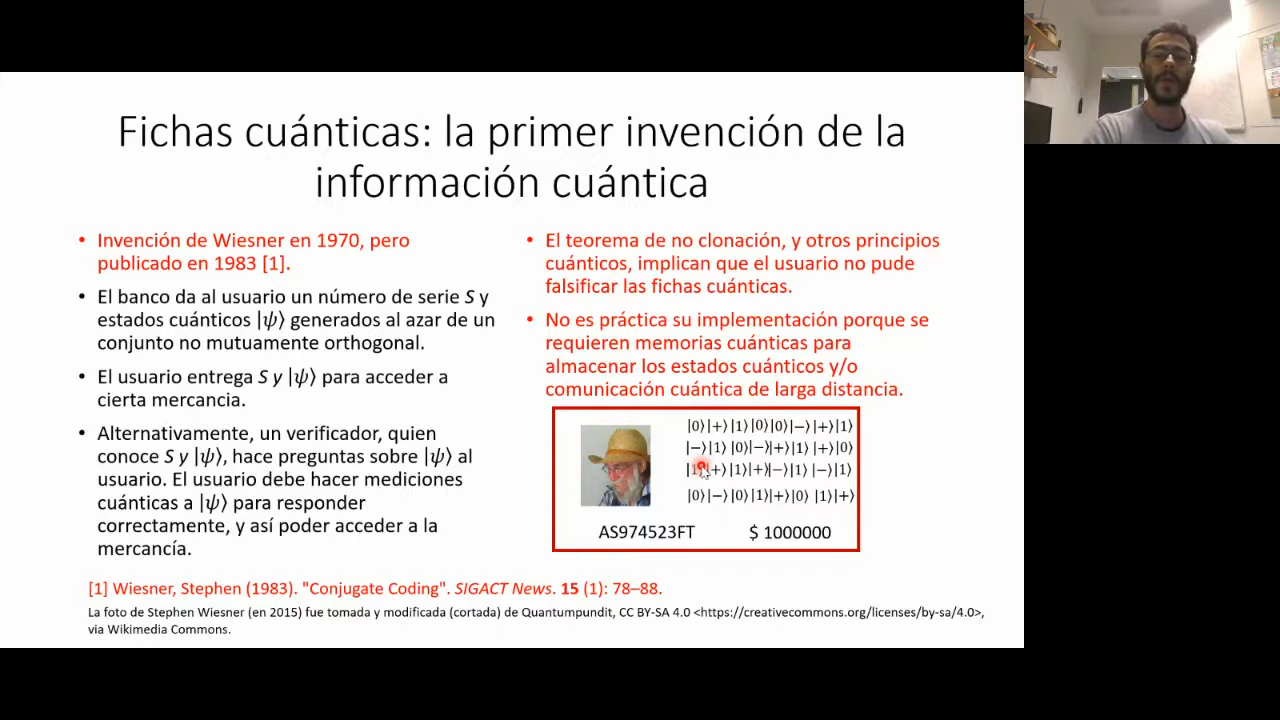 Fichas cuánticas: la primer invención de la
información cuántica
• Invención de Wiesner en 1970, pero
publicado en 1983 [1].
• El banco da al usuario un número de serie S y
estados cuánticos |ψ⟩ generados al azar de un
conjunto no mutuamente orthogonal.
• El usuario entrega S y |ψ⟩ para acceder a
cierta mercancia.
• Alternativamente, un verificador, quien
conoce S y |ψ⟩, hace preguntas sobre |ψ⟩ al
usuario. El usuario debe hacer mediciones
cuánticas a |ψ⟩ para responder
correctamente, y así poder acceder a la
mercancía.
• El teorema de no clonación, y otros principios
cuánticos, implican que el usuario no pude
falsificar las fichas cuánticas.
• No es práctica su implementación porque se
requieren memorias cuánticas para
almacenar los estados cuánticos y/o
comunicación cuántica de larga distancia.
|0⟩|+⟩|1⟩|0⟩|0⟩|−⟩|+⟩|1⟩
|−⟩|1⟩|0⟩|−⟩|+⟩|1⟩|+⟩|0⟩
|1⟩|+⟩|1⟩|+⟩|−⟩|1⟩|−⟩|1⟩
|0⟩|−⟩|0⟩|1⟩|+⟩|0⟩|1⟩|+⟩
AS974523FT $ 1000000
[1] Wiesner, Stephen (1983). "Conjugate Coding". SIGACT News. 15 (1): 78–88.
La foto de Stephen Wiesner (en 2015) fue tomada y modificada (cortada) de Quantumpundit, CC BY-SA 4.0 <https://creativecommons.org/licenses/by-sa/4.0>,
via Wikimedia Commons.